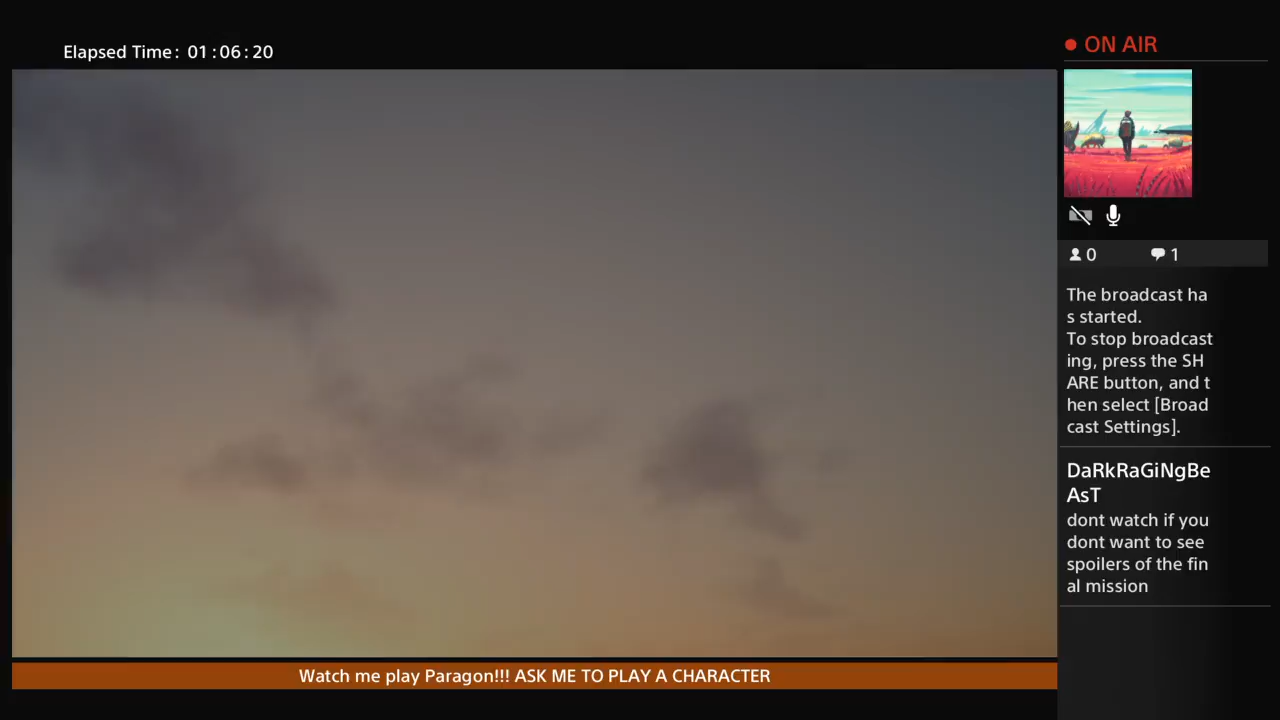 Elapsed Time: 01:06:20
ON AIR
0
1
The broadcast ha
s started.
To stop broadcast
ing, press the SH
ARE button, and t
hen select [Broad
cast Settings].
DaRkRaGiNgBe
AsT
dont watch if you
dont want to see
spoilers of the fin
al mission
Watch me play Paragon!!! ASK ME TO PLAY A CHARACTER